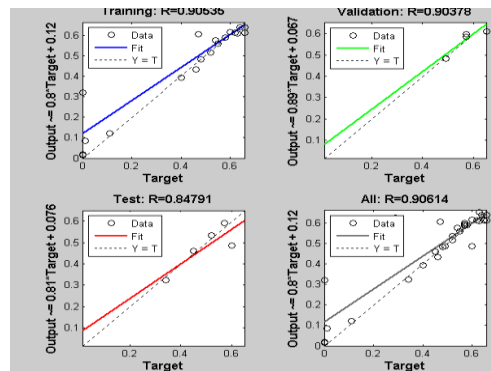 Training: R=0.90535
Output ~= 0.8*Target + 0.12
Data
Fit
Y = T
0.6
0.5
0.4
0.3
0.2
0.1
0
0 0.2 0.4 0.6
Target
Validation: R=0.90378
Output ~= 0.89*Target + 0.067
Data
Fit
Y = T
0.6
0.5
0.4
0.3
0.2
0.1
0.2 0.4 0.6
Target
Test: R=0.84791
Output ~= 0.81*Target + 0.076
Data
Fit
Y = T
0.6
0.5
0.4
0.3
0.2
0.1
0.2 0.4 0.6
Target
All: R=0.90614
Output ~= 0.8*Target + 0.12
Data
Fit
Y = T
0.6
0.5
0.4
0.3
0.2
0.1
0
0 0.2 0.4 0.6
Target